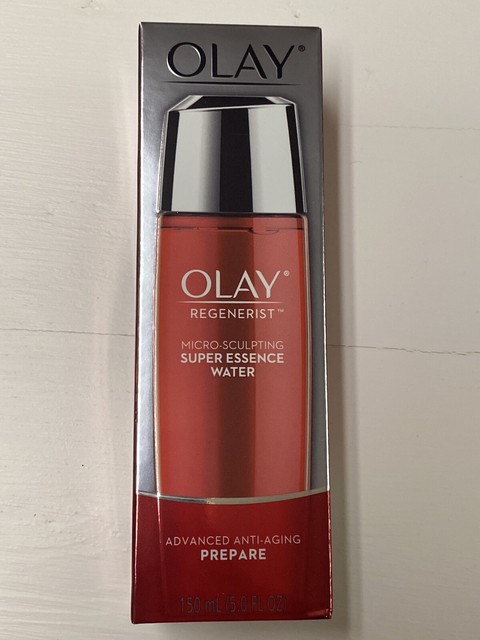 OLAY®
OLAY®
REGENERIST™
MICRO-SCULPTING
SUPER ESSENCE
WATER
ADVANCED ANTI-AGING
PREPARE
150 mL (5.0 FL OZ)